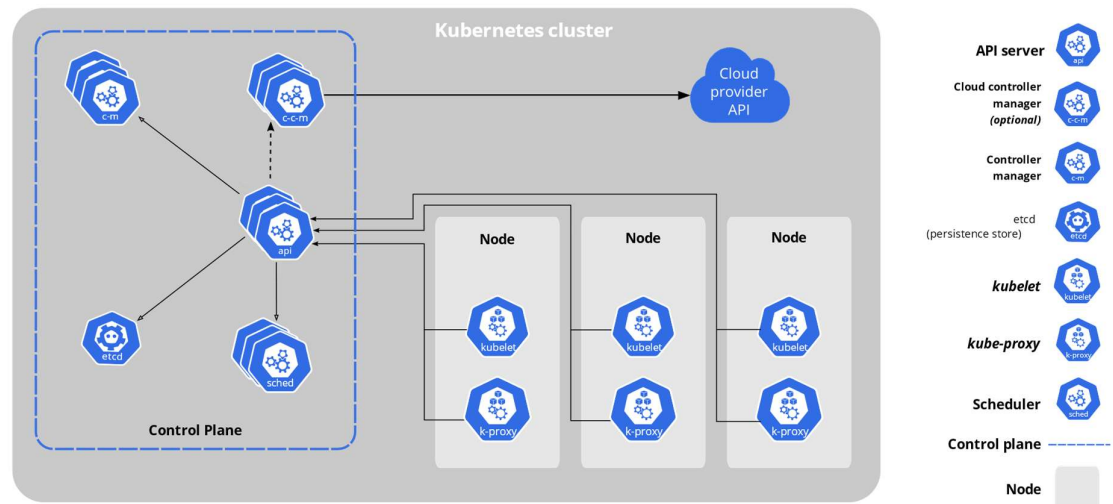 Kubernetes cluster
c-m
c-c-m
Cloud
provider
API
api
etcd
sched
Control Plane
Node
kubelet
k-proxy
Node
kubelet
k-proxy
Node
kubelet
k-proxy
API server
api
Cloud controller
manager
(optional)
c-c-m
Controller
manager
c-m
etcd
(persistence store)
etcd
kubelet
kubelet
kube-proxy
k-proxy
Scheduler
sched
Control plane
Node